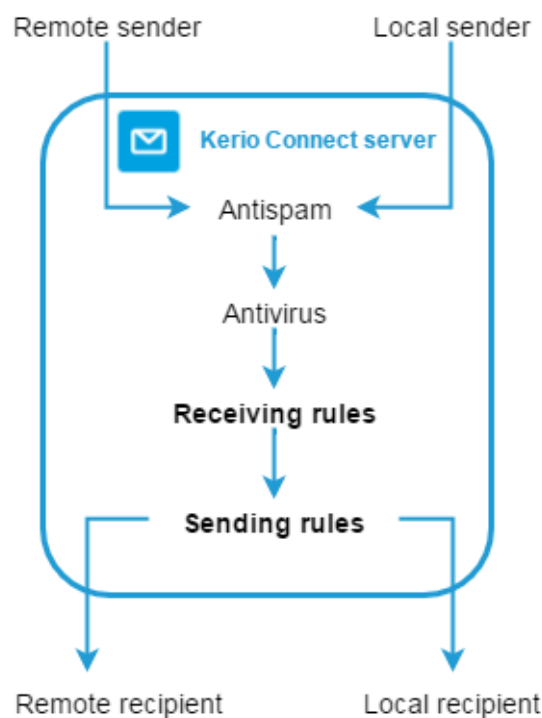 Remote sender
Local sender
Kerio Connect server
Antispam
Antivirus
Receiving rules
Sending rules
Remote recipient
Local recipient